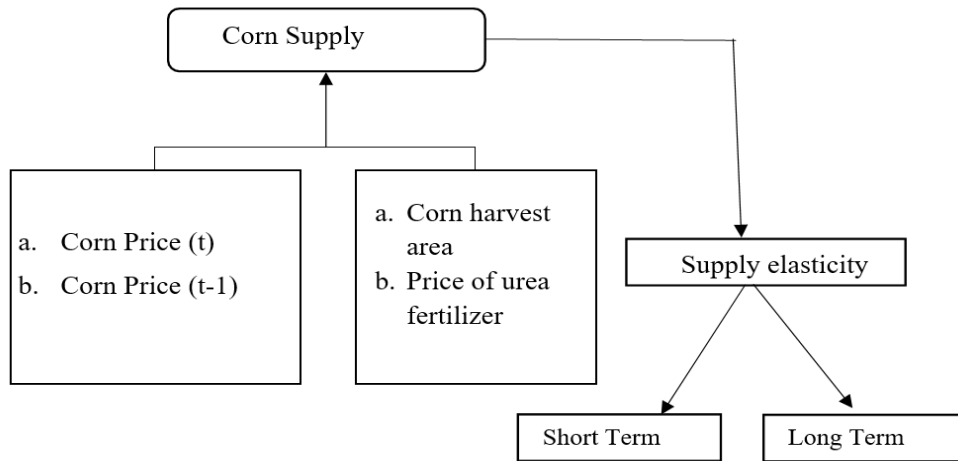 Corn Supply
a. Corn Price (t)
b. Corn Price (t-1)
a. Corn harvest
area
b. Price of urea
fertilizer
Supply elasticity
Short Term
Long Term